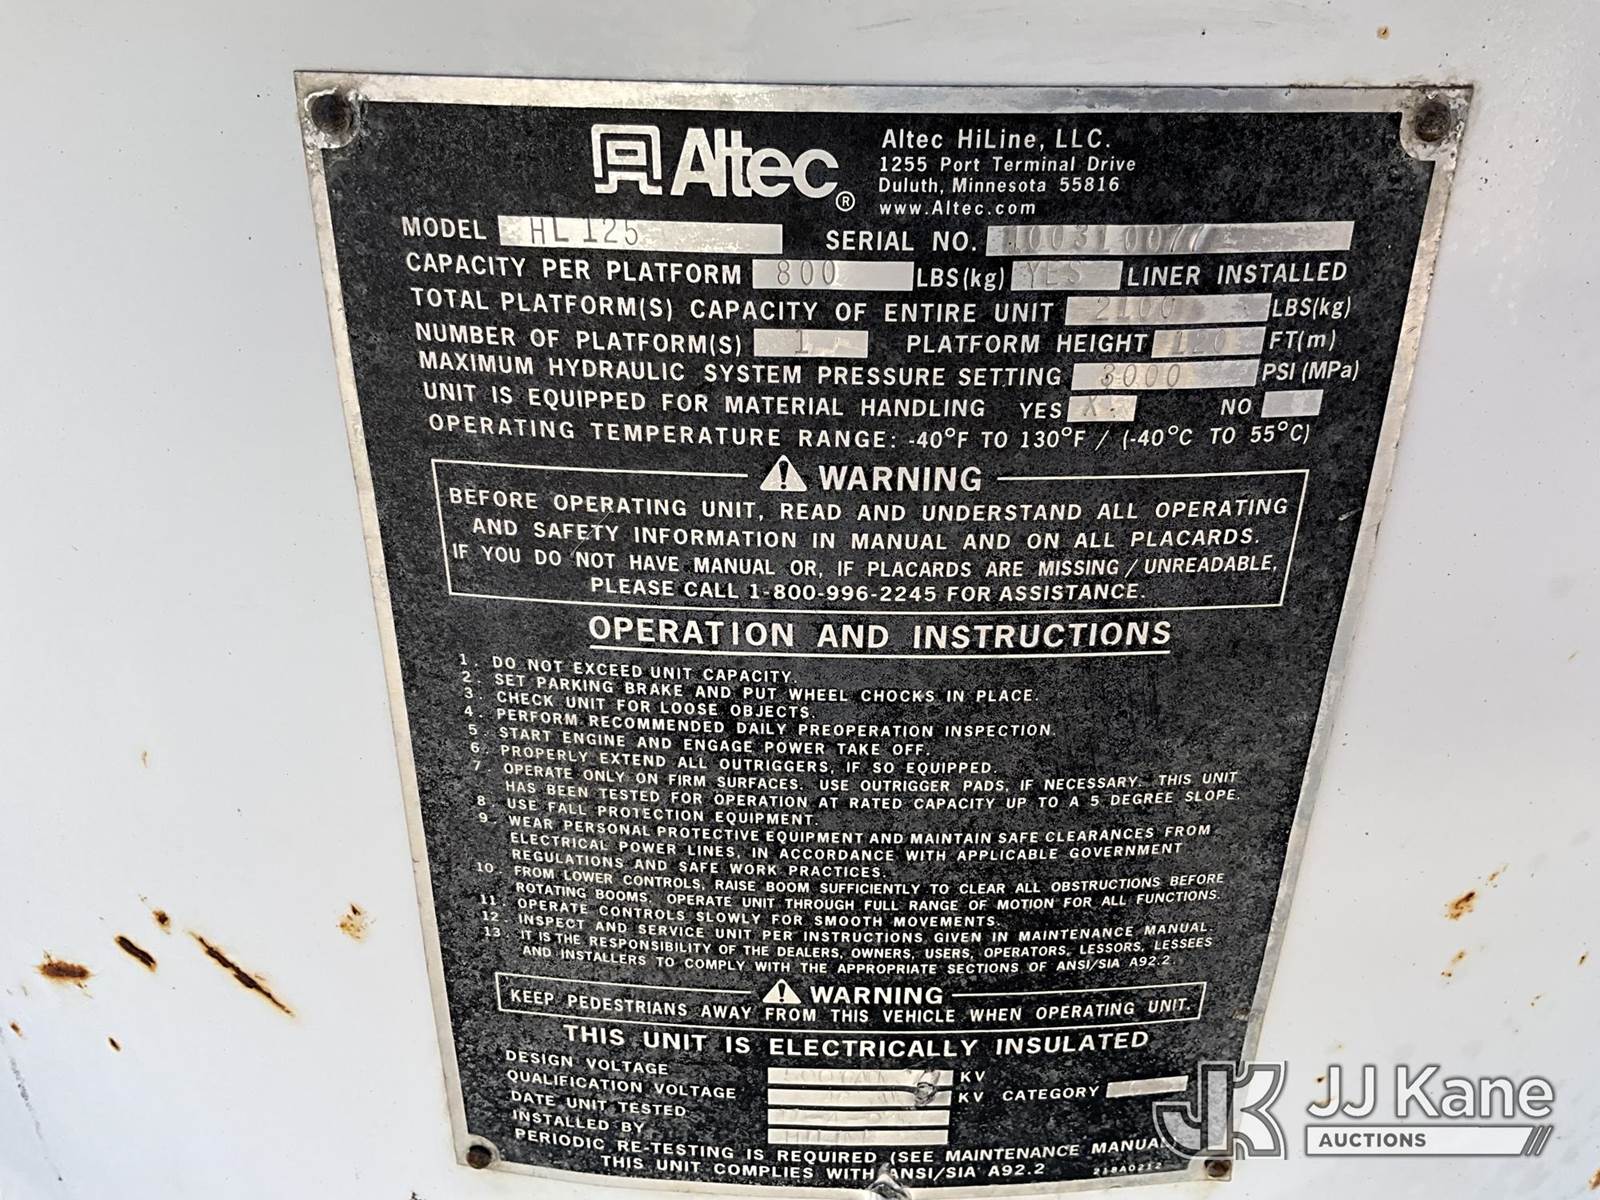 Altec®
Altec HiLine, LLC.
1255 Port Terminal Drive
Duluth, Minnesota 55816
www.Altec.com
MODEL HL125 SERIAL NO.
CAPACITY PER PLATFORM 800 LBS(kg) YES LINER INSTALLED
TOTAL PLATFORM(S) CAPACITY OF ENTIRE UNIT 2100 LBS(kg)
NUMBER OF PLATFORM(S) 1 PLATFORM HEIGHT 120 FT(m)
MAXIMUM HYDRAULIC SYSTEM PRESSURE SETTING 3000 PSI (MPa)
UNIT IS EQUIPPED FOR MATERIAL HANDLING YES X NO
OPERATING TEMPERATURE RANGE: -40°F TO 130°F / (-40°C TO 55°C)
WARNING
BEFORE OPERATING UNIT, READ AND UNDERSTAND ALL OPERATING
AND SAFETY INFORMATION IN MANUAL AND ON ALL PLACARDS.
IF YOU DO NOT HAVE MANUAL OR, IF PLACARDS ARE MISSING / UNREADABLE,
PLEASE CALL 1-800-996-2245 FOR ASSISTANCE.
OPERATION AND INSTRUCTIONS
1. DO NOT EXCEED UNIT CAPACITY.
2. SET PARKING BRAKE AND PUT WHEEL CHOCKS IN PLACE.
3. CHECK UNIT FOR LOOSE OBJECTS.
4. PERFORM RECOMMENDED DAILY PREOPERATION INSPECTION.
5. START ENGINE AND ENGAGE POWER TAKE OFF.
6. PROPERLY EXTEND ALL OUTRIGGERS, IF SO EQUIPPED.
7. OPERATE ONLY ON FIRM SURFACES. USE OUTRIGGER PADS, IF NECESSARY. THIS UNIT
HAS BEEN TESTED FOR OPERATION AT RATED CAPACITY UP TO A 5 DEGREE SLOPE.
8. USE FALL PROTECTION EQUIPMENT.
9. WEAR PERSONAL PROTECTIVE EQUIPMENT AND MAINTAIN SAFE CLEARANCES FROM
ELECTRICAL POWER LINES, IN ACCORDANCE WITH APPLICABLE GOVERNMENT
REGULATIONS AND SAFE WORK PRACTICES.
10. FROM LOWER CONTROLS, RAISE BOOM SUFFICIENTLY TO CLEAR ALL OBSTRUCTIONS BEFORE
ROTATING BOOMS. OPERATE UNIT THROUGH FULL RANGE OF MOTION FOR ALL FUNCTIONS.
11. OPERATE CONTROLS SLOWLY FOR SMOOTH MOVEMENTS.
12. INSPECT AND SERVICE UNIT PER INSTRUCTIONS GIVEN IN MAINTENANCE MANUAL.
13. IT IS THE RESPONSIBILITY OF THE DEALERS, OWNERS, USERS, OPERATORS, LESSORS, LESSEES
AND INSTALLERS TO COMPLY WITH THE APPROPRIATE SECTIONS OF ANSI/SIA A92.2.
WARNING
KEEP PEDESTRIANS AWAY FROM THIS VEHICLE WHEN OPERATING UNIT.
THIS UNIT IS ELECTRICALLY INSULATED
DESIGN VOLTAGE KV
QUALIFICATION VOLTAGE KV CATEGORY
DATE UNIT TESTED
INSTALLED BY
PERIODIC RE-TESTING IS REQUIRED (SEE MAINTENANCE MANUAL)
THIS UNIT COMPLIES WITH ANSI/SIA A92.2
JK JJ Kane
AUCTIONS